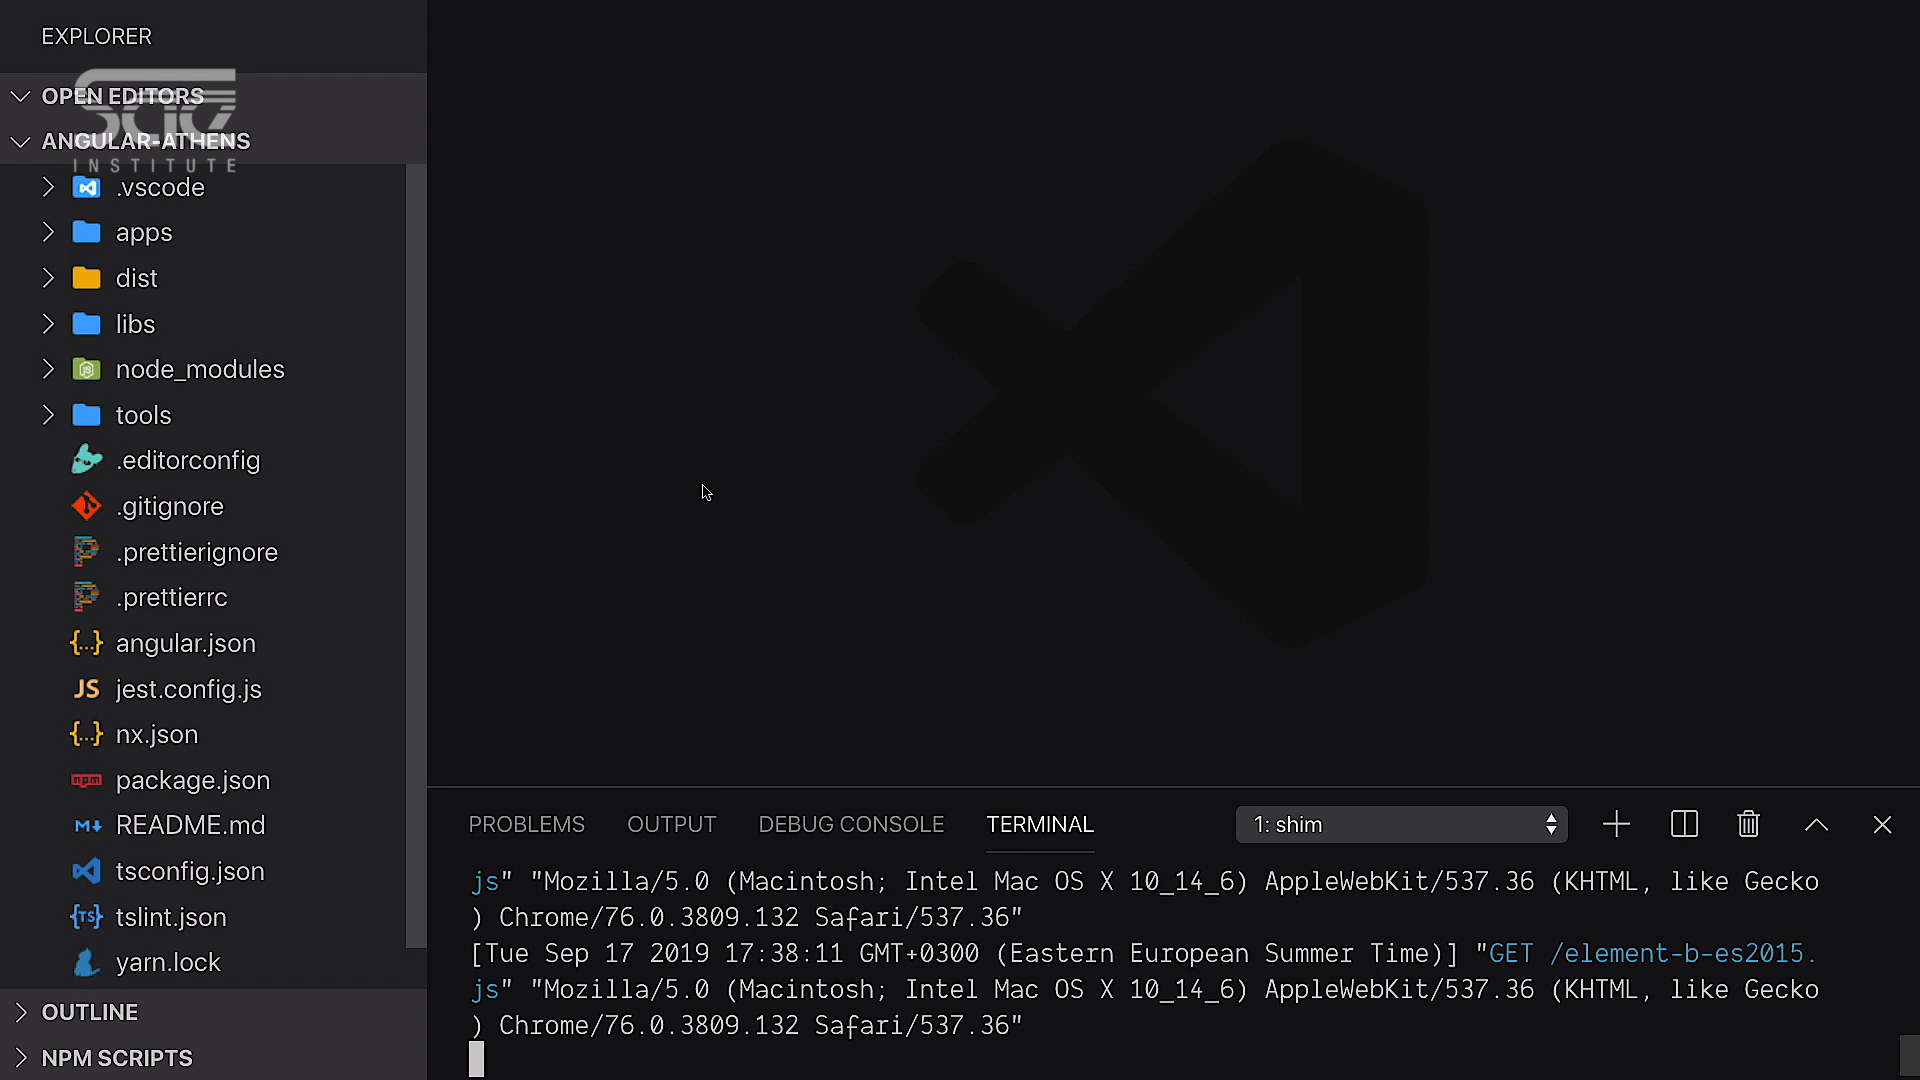 EXPLORER
OPEN EDITORS
ANGULAR-ATHENS
SAE
INSTITUTE
.vscode
apps
dist
libs
node_modules
tools
.editorconfig
.gitignore
.prettierignore
.prettierrc
{..} angular.json
JS jest.config.js
{..} nx.json
npm package.json
M↓ README.md
tsconfig.json
{TS} tslint.json
yarn.lock
OUTLINE
NPM SCRIPTS
PROBLEMS OUTPUT DEBUG CONSOLE TERMINAL 1: shim
js" "Mozilla/5.0 (Macintosh; Intel Mac OS X 10_14_6) AppleWebKit/537.36 (KHTML, like Gecko
) Chrome/76.0.3809.132 Safari/537.36"
[Tue Sep 17 2019 17:38:11 GMT+0300 (Eastern European Summer Time)] "GET /element-b-es2015.
js" "Mozilla/5.0 (Macintosh; Intel Mac OS X 10_14_6) AppleWebKit/537.36 (KHTML, like Gecko
) Chrome/76.0.3809.132 Safari/537.36"